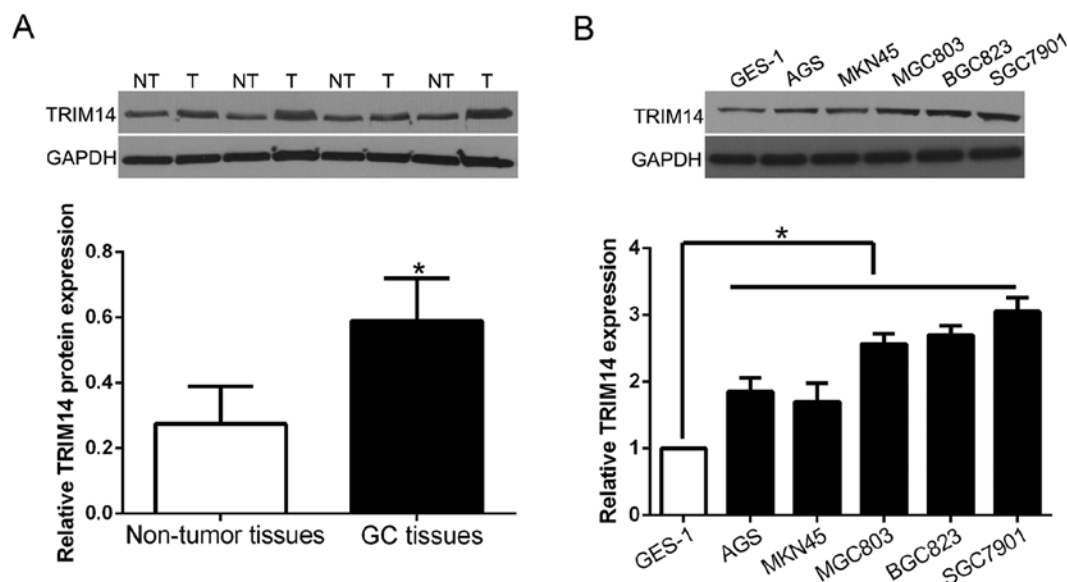 A
NT T NT T NT T NT T
TRIM14
GAPDH
Relative TRIM14 protein expression
0.8
0.6
0.4
0.2
0.0
*
Non-tumor tissues GC tissues
B
GES-1 AGS MKN45 MGC803 BGC823 SGC7901
TRIM14
GAPDH
Relative TRIM14 expression
4
3
2
1
0
*
GES-1 AGS MKN45 MGC803 BGC823 SGC7901